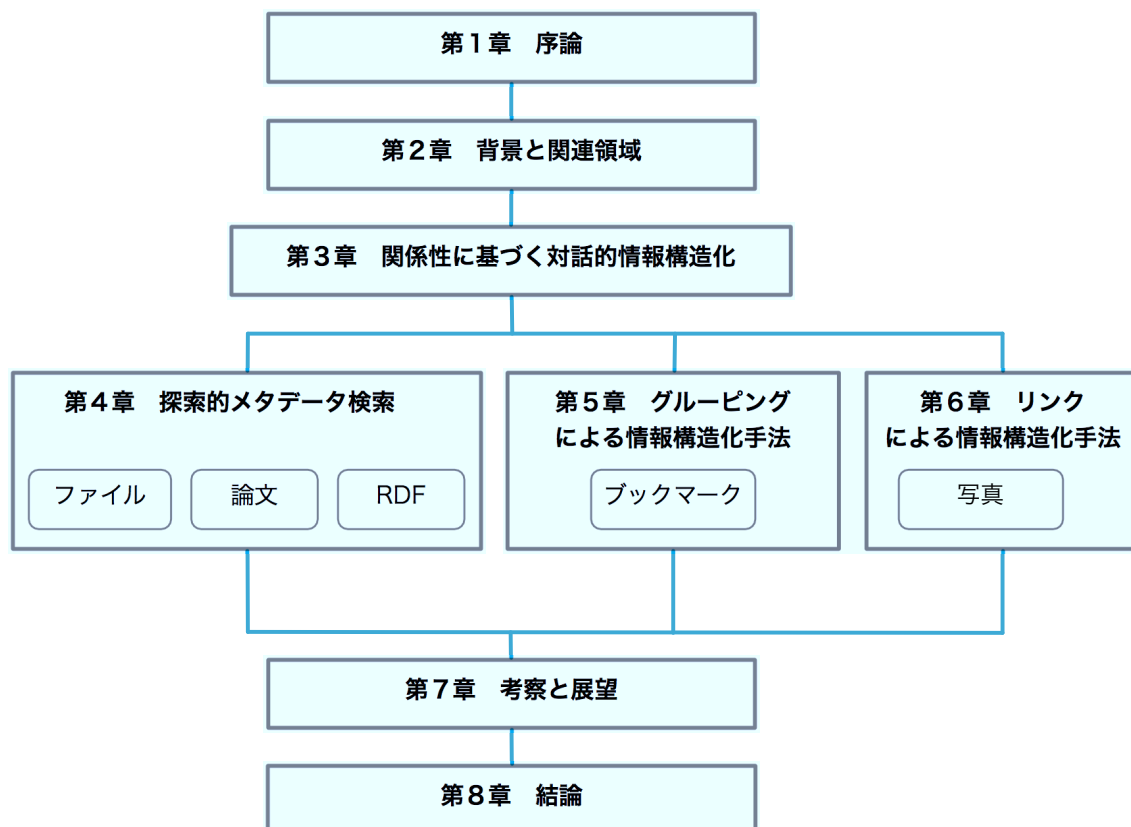 第１章　序論
第２章　背景と関連領域
第３章　関係性に基づく対話的情報構造化
第４章　探索的メタデータ検索
ファイル
論文
RDF
第５章　グルーピング
による情報構造化手法
ブックマーク
第６章　リンク
による情報構造化手法
写真
第７章　考察と展望
第８章　結論